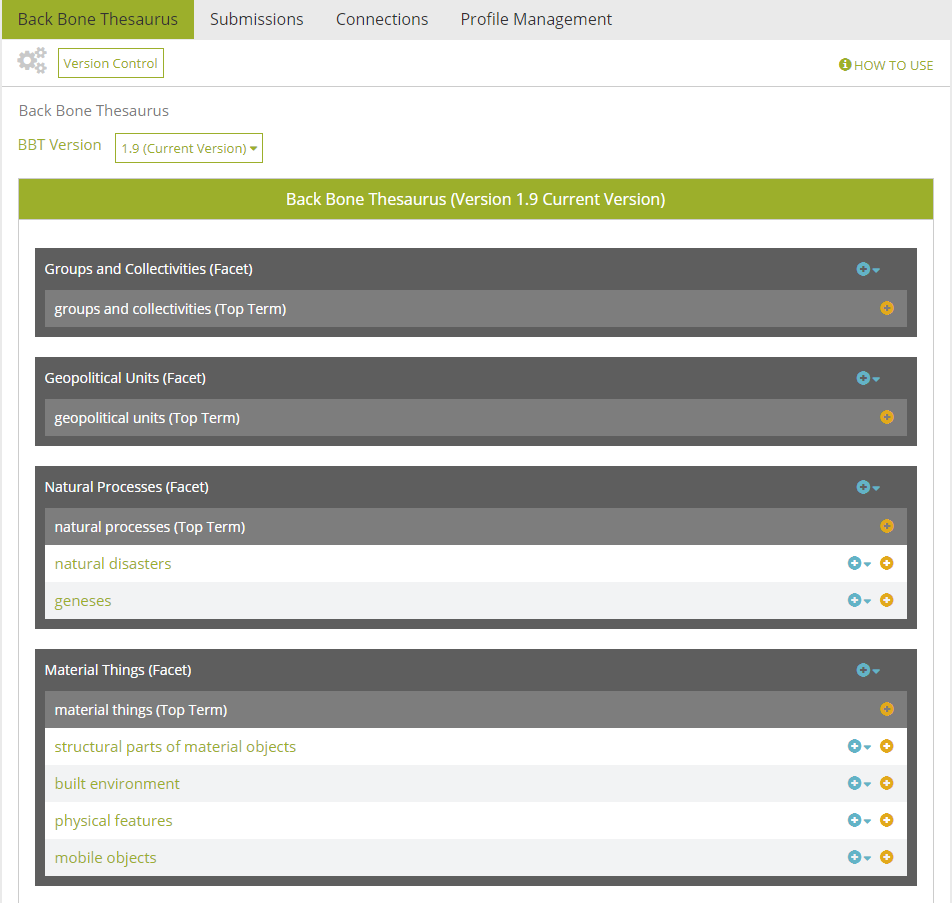 Back Bone Thesaurus Submissions Connections Profile Management
Version Control HOW TO USE
Back Bone Thesaurus
BBT Version 1.9 (Current Version)
Back Bone Thesaurus (Version 1.9 Current Version)
Groups and Collectivities (Facet)
groups and collectivities (Top Term)
Geopolitical Units (Facet)
geopolitical units (Top Term)
Natural Processes (Facet)
natural processes (Top Term)
natural disasters
geneses
Material Things (Facet)
material things (Top Term)
structural parts of material objects
built environment
physical features
mobile objects